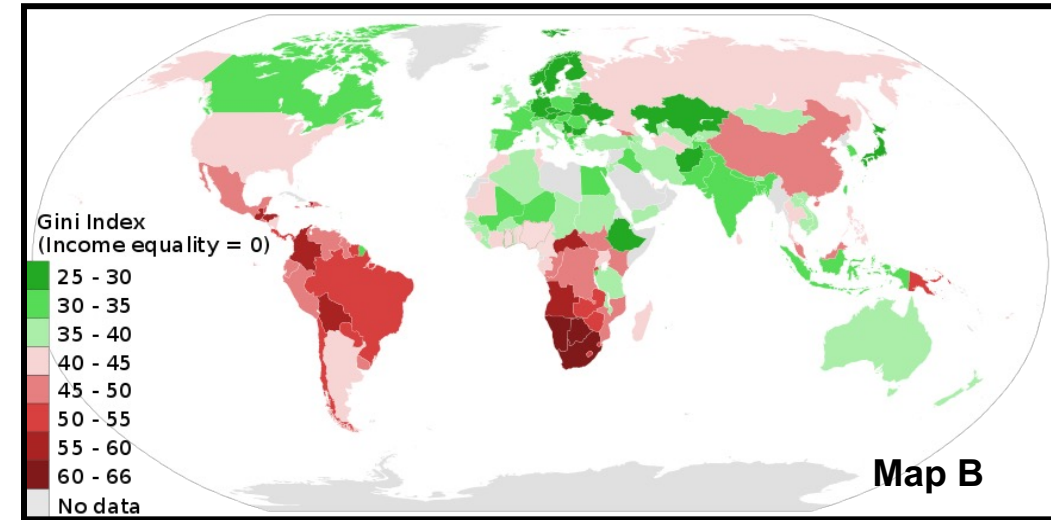 Gini Index
(Income equality = 0)
25 - 30
30 - 35
35 - 40
40 - 45
45 - 50
50 - 55
55 - 60
60 - 66
No data
Map B